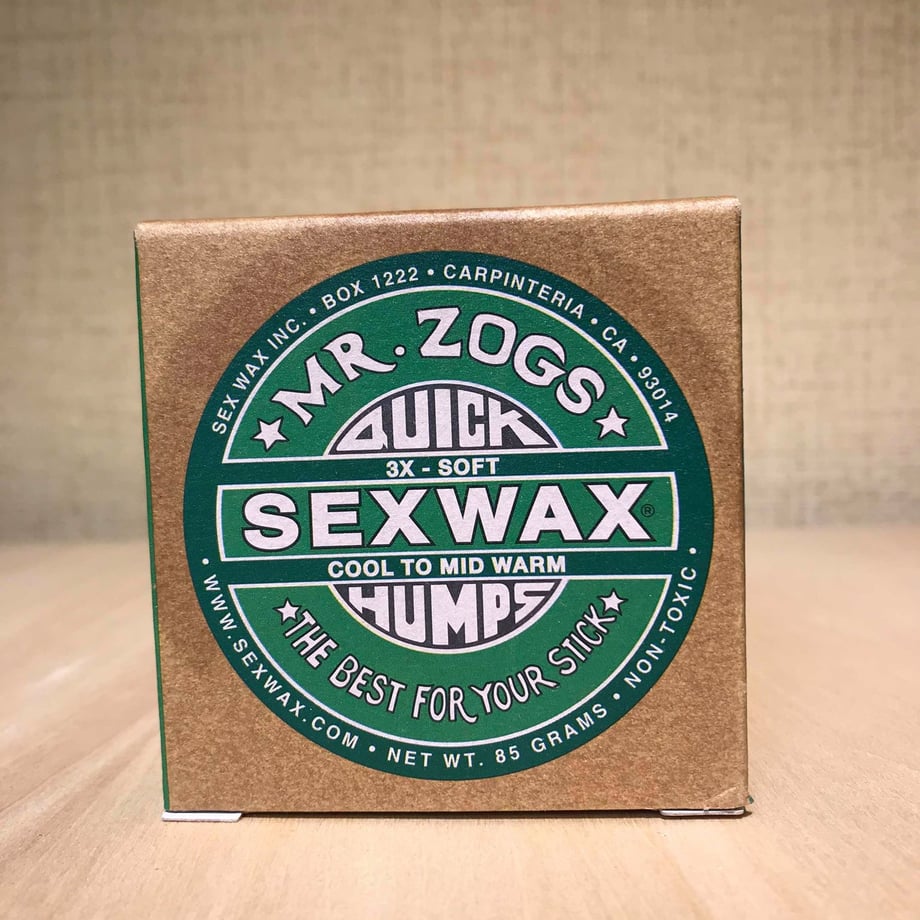 SEX WAX INC. • BOX 1222 • CARPINTERIA • CA • 93014
MR. ZOGS
QUICK
3X - SOFT
SEXWAX®
COOL TO MID WARM
HUMPS
THE BEST FOR YOUR STICK
• WWW.SEXWAX.COM • NET WT. 85 GRAMS • NON-TOXIC •